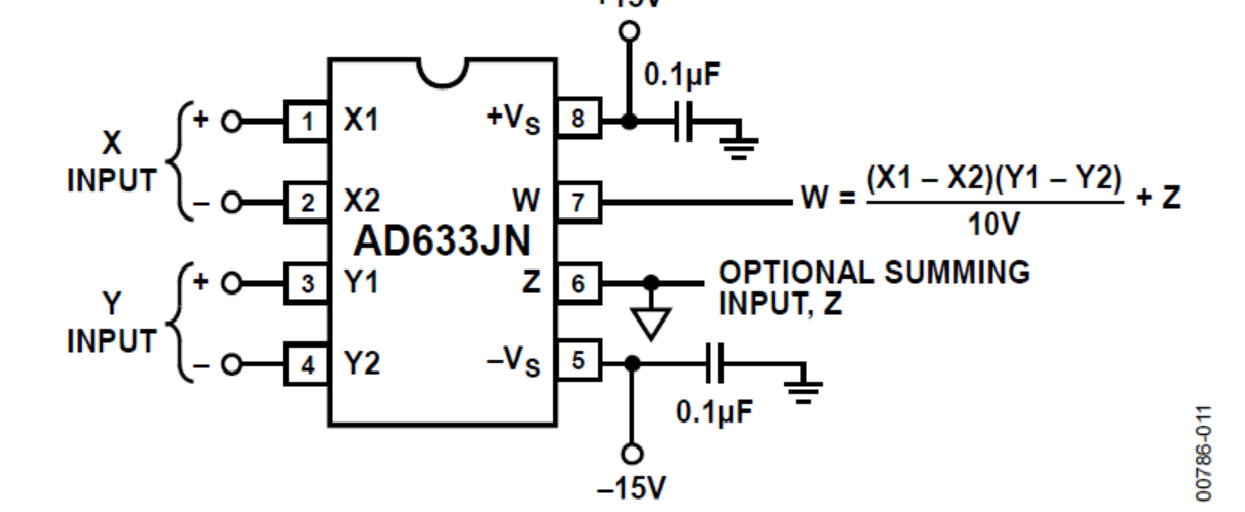 +15V
0.1µF
X INPUT
+
1
X1
+VS
8
–
2
X2
W
7
W = (X1 – X2)(Y1 – Y2) / 10V + Z
AD633JN
Y INPUT
+
3
Y1
Z
6
OPTIONAL SUMMING
INPUT, Z
–
4
Y2
–VS
5
0.1µF
–15V
00786-011